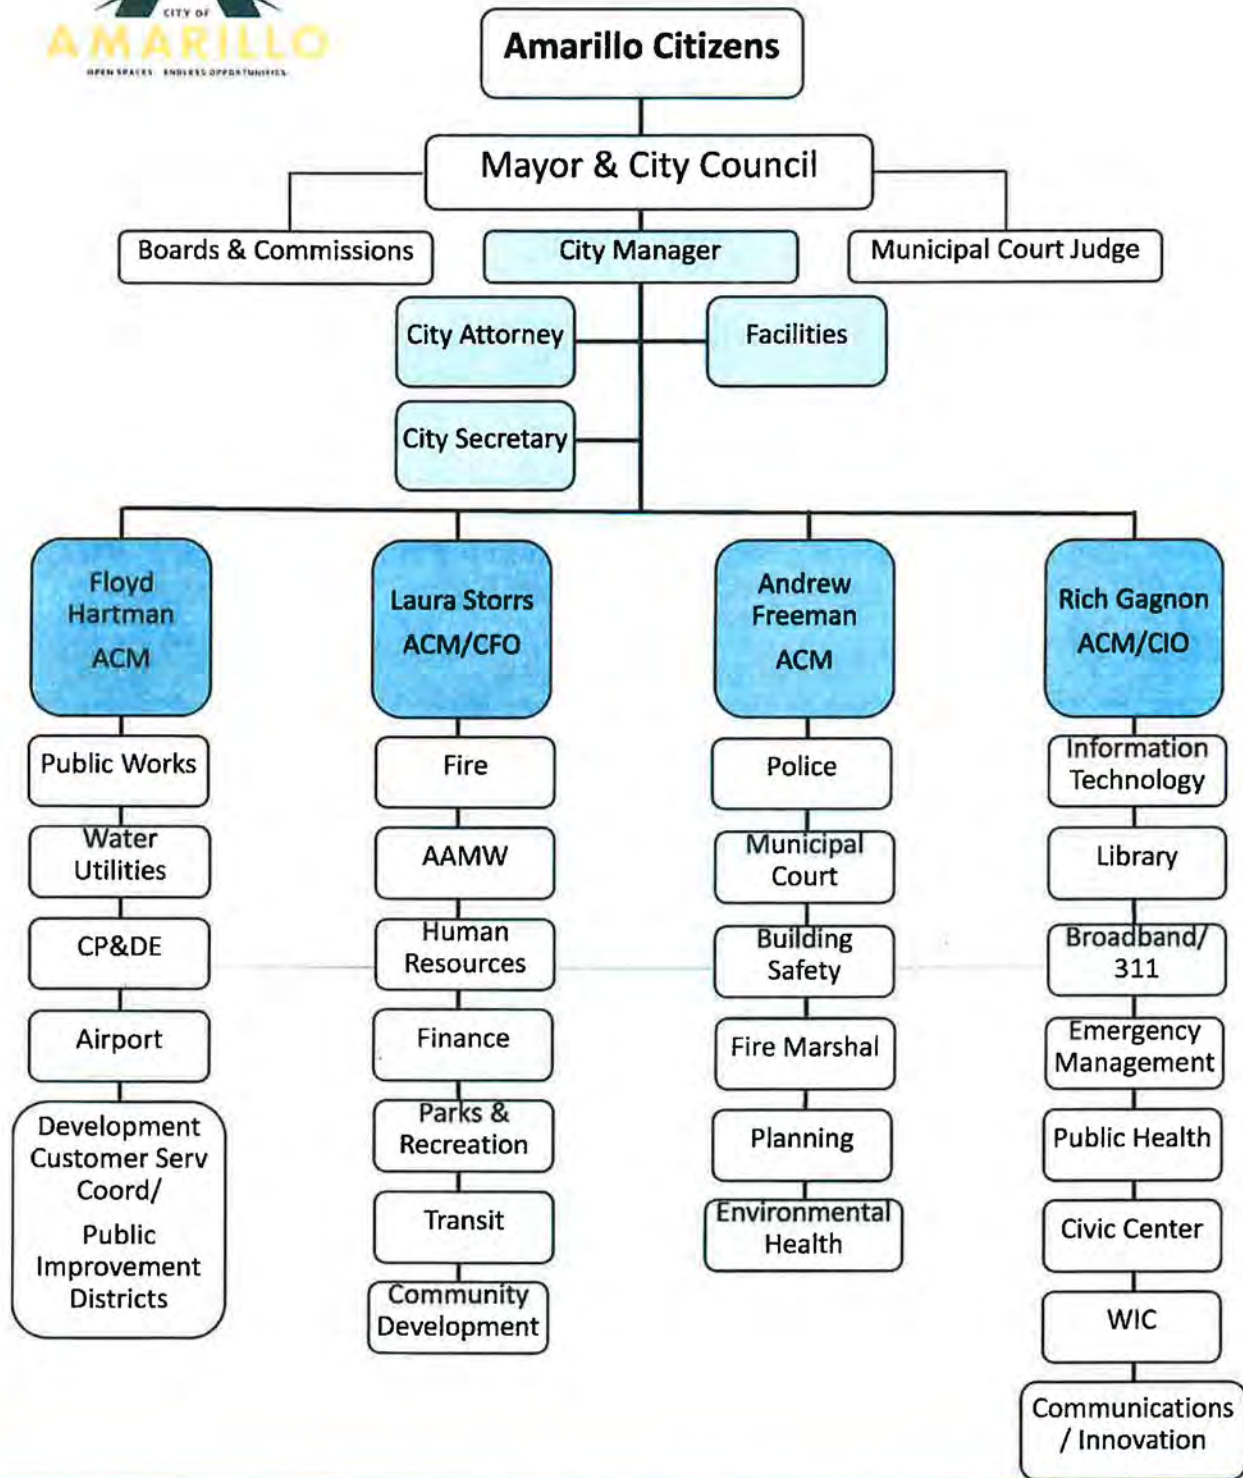 CITY OF
AMARILLO
OPEN SPACES ENDLESS OPPORTUNITIES
Amarillo Citizens
Mayor & City Council
Boards & Commissions
City Manager
Municipal Court Judge
City Attorney
Facilities
City Secretary
Floyd
Hartman
ACM
Public Works
Water
Utilities
CP&DE
Airport
Development
Customer Serv
Coord/
Public
Improvement
Districts
Laura Storrs
ACM/CFO
Fire
AAMW
Human
Resources
Finance
Parks &
Recreation
Transit
Community
Development
Andrew
Freeman
ACM
Police
Municipal
Court
Building
Safety
Fire Marshal
Planning
Environmental
Health
Rich Gagnon
ACM/CIO
Information
Technology
Library
Broadband/
311
Emergency
Management
Public Health
Civic Center
WIC
Communications
/ Innovation